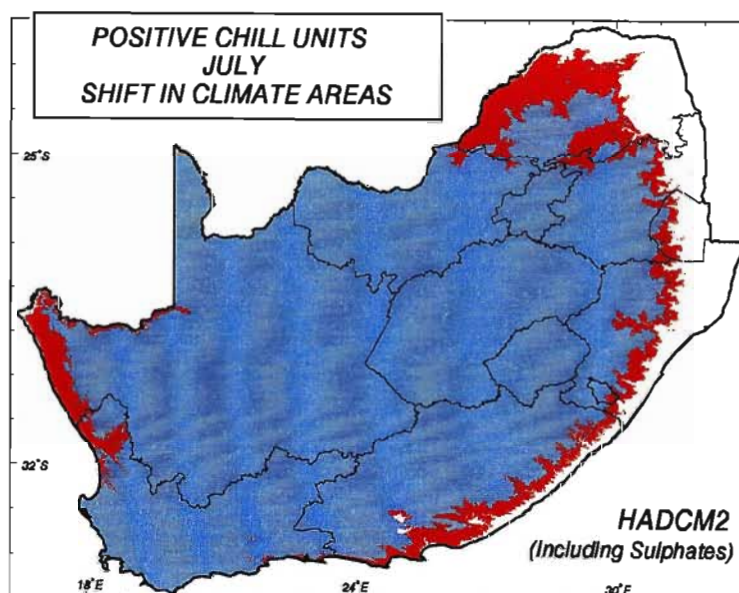 POSITIVE CHILL UNITS
JULY
SHIFT IN CLIMATE AREAS
25°S
32°S
HADCM2
(Including Sulphates)
18°E
24°E
30°E